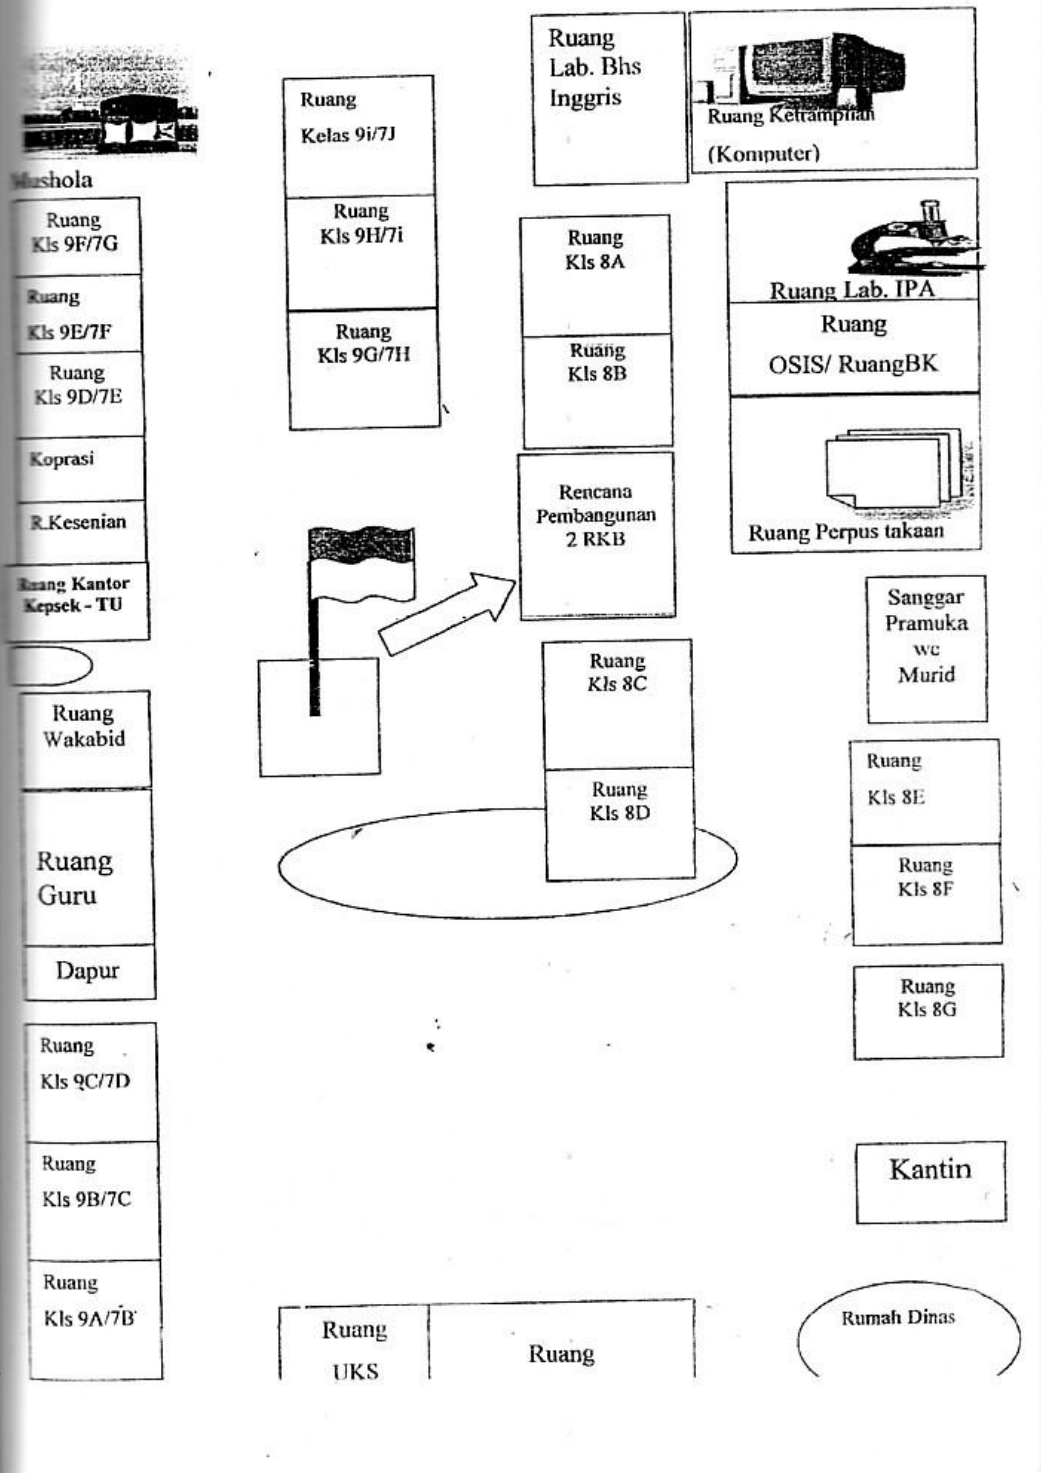 Mushola
Ruang
Kls 9F/7G
Ruang
Kls 9E/7F
Ruang
Kls 9D/7E
Koprasi
R.Kesenian
Ruang Kantor
Kepsek - TU
Ruang
Wakabid
Ruang
Guru
Dapur
Ruang
Kls 9C/7D
Ruang
Kls 9B/7C
Ruang
Kls 9A/7B
Ruang
Kelas 9i/7J
Ruang
Kls 9H/7i
Ruang
Kls 9G/7H
Ruang
Lab. Bhs
Inggris
Ruang Ketrampilan
(Komputer)
Ruang
Kls 8A
Ruang
Kls 8B
Rencana
Pembangunan
2 RKB
Ruang
Kls 8C
Ruang
Kls 8D
Ruang Lab. IPA
Ruang
OSIS/ RuangBK
Ruang Perpus takaan
Sanggar
Pramuka
wc
Murid
Ruang
Kls 8E
Ruang
Kls 8F
Ruang
Kls 8G
Kantin
Rumah Dinas
Ruang
UKS
Ruang